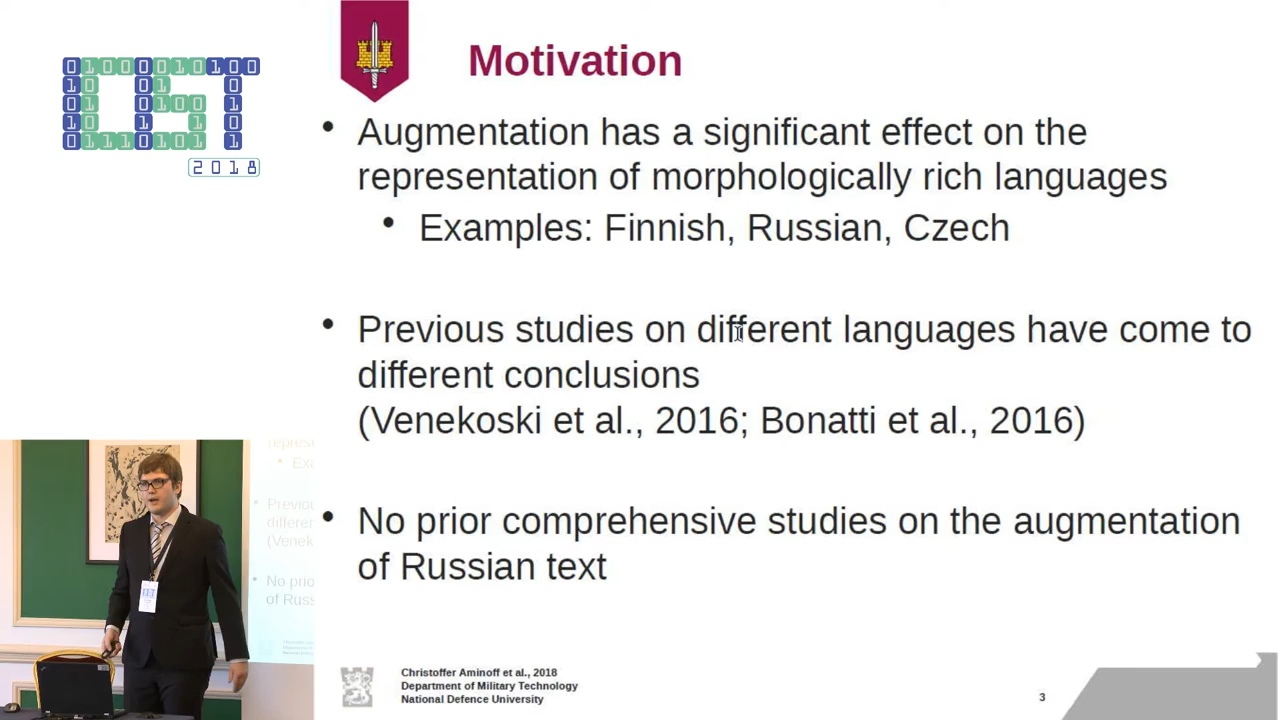 0100001010100
2018
Motivation
• Augmentation has a significant effect on the
representation of morphologically rich languages
• Examples: Finnish, Russian, Czech
• Previous studies on different languages have come to
different conclusions
(Venekoski et al., 2016; Bonatti et al., 2016)
• No prior comprehensive studies on the augmentation
of Russian text
Christoffer Aminoff et al., 2018
Department of Military Technology
National Defence University
3